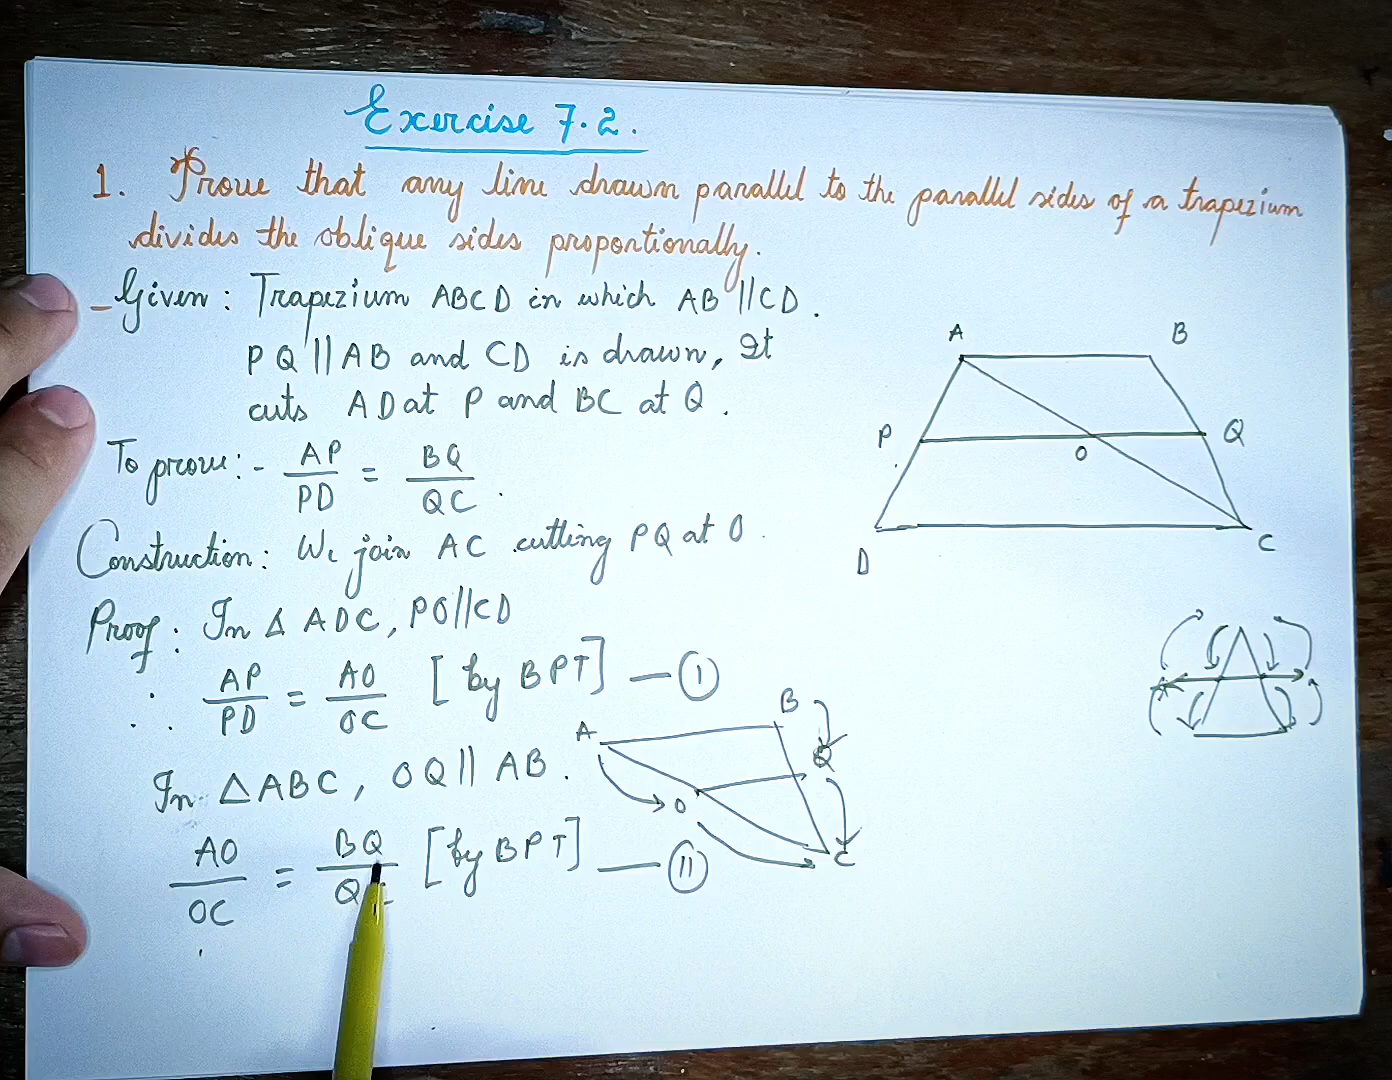 Exercise 7.2.
1. Prove that any line drawn parallel to the parallel sides of a trapezium
divides the oblique sides proportionally.
Given : Trapezium ABCD in which AB || CD.
PQ || AB and CD is drawn, It
cuts AD at P and BC at Q.
To prove :- AP/PD = BQ/QC.
Construction : We join AC cutting PQ at O.
Proof : In Δ ADC, PO||CD
∴ AP/PD = AO/OC [by BPT] — (I)
In ΔABC, OQ || AB.
AO/OC = BQ/QC [by BPT] — (II)
A B
P Q
O
D C
B
A
Q
O
C